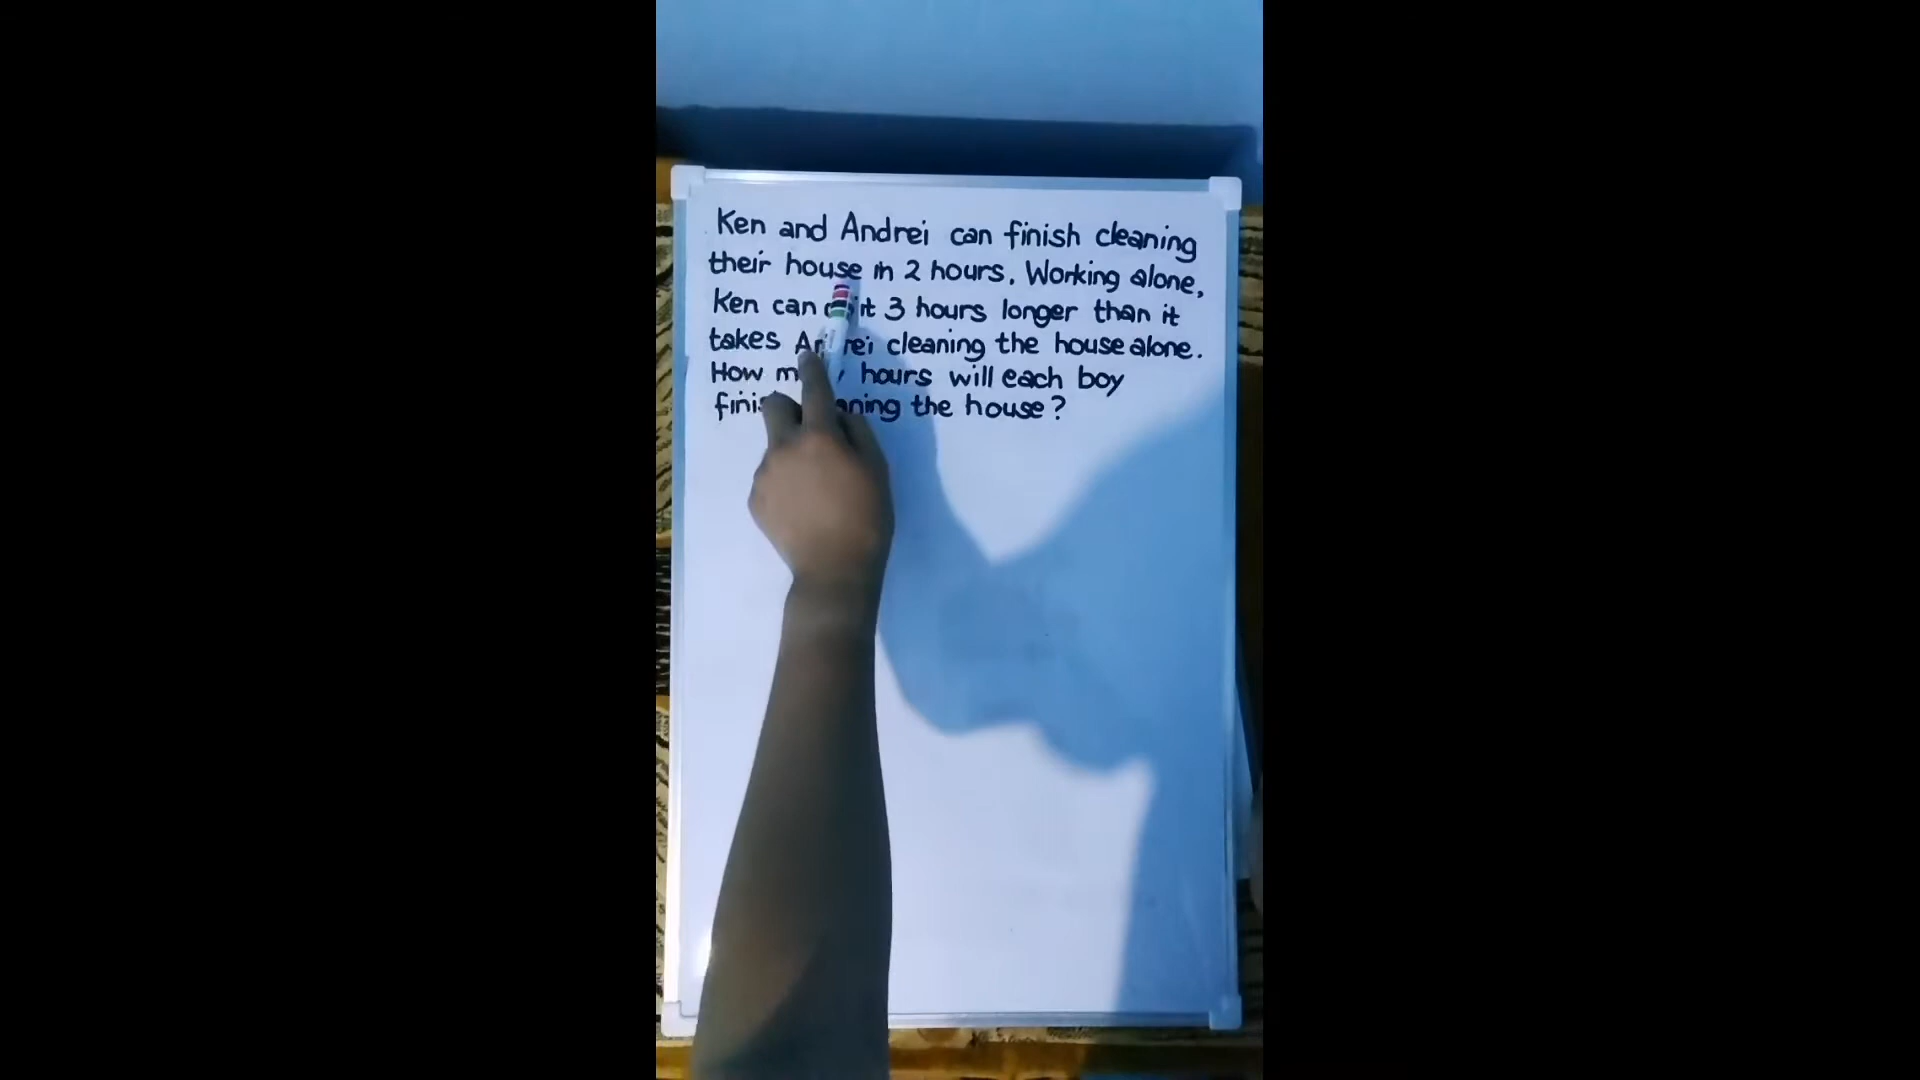 Ken and Andrei can finish cleaning
their house in 2 hours. Working alone,
Ken can it 3 hours longer than it
takes Andrei cleaning the house alone.
How hours will each boy
the house?